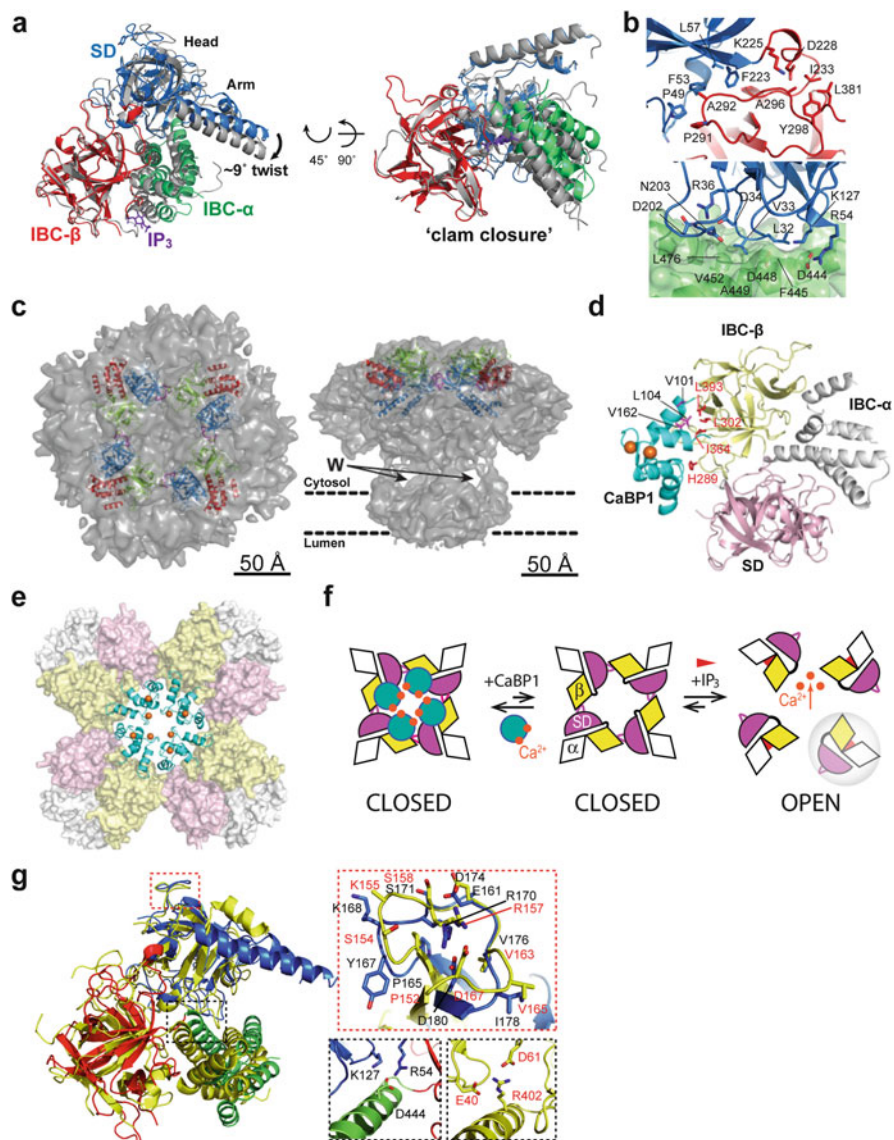 a
SD
Head
Arm
~9° twist
IBC-β
IP3
IBC-α
45°
90°
'clam closure'
b
L57
K225
D228
I233
F53
F223
L381
P49
A292
A296
Y298
P291
N203
R36
D34
V33
K127
D202
L32
R54
L476
V452
D448
D444
A449
F445
c
W
Cytosol
Lumen
50 Å
50 Å
d
IBC-β
V101
L393
L104
IBC-α
V162
L302
I364
CaBP1
H289
SD
e
f
+CaBP1
+IP3
Ca2+
β
SD
α
Ca2+
CLOSED
CLOSED
OPEN
g
S158
D174
K155
S171
E161
R170
K168
R157
S154
V176
Y167
V163
P165
P152
D167
V165
D180
I178
K127
R54
D61
E40
D444
R402